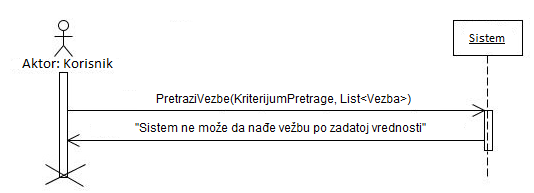 Sistem
Aktor: Korisnik
PretraziVezbe(KriterijumPretrage, List<Vezba>)
"Sistem ne može da nađe vežbu po zadatoj vrednosti"